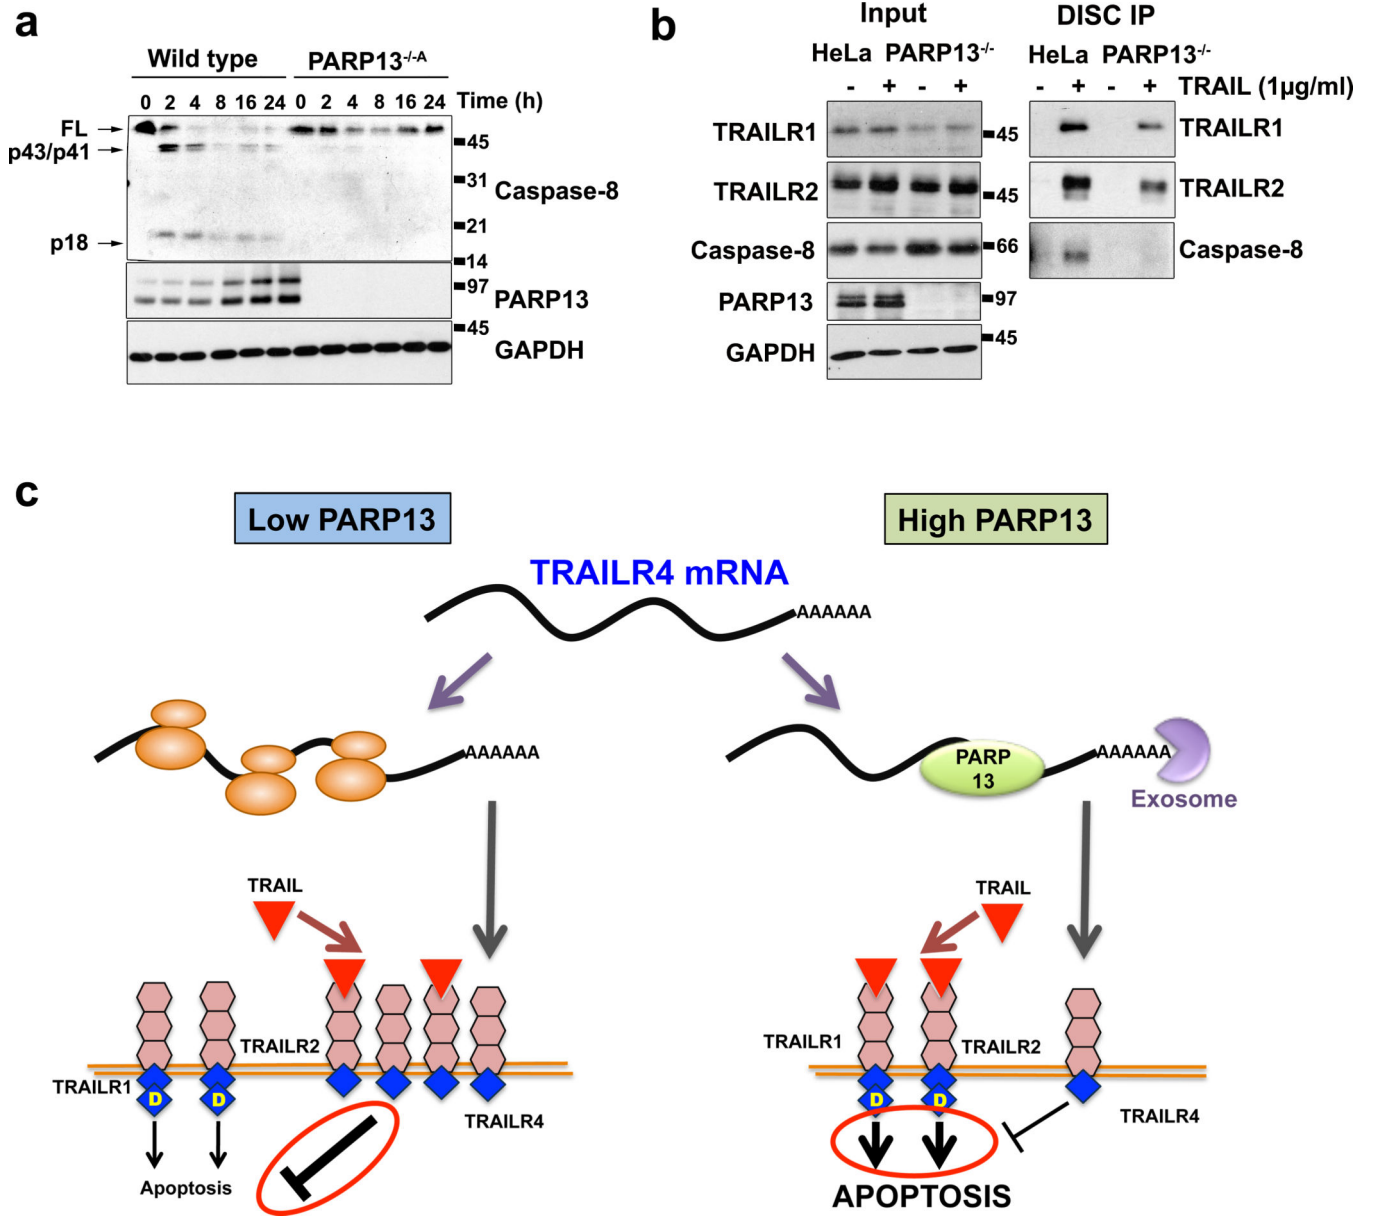 a
Wild type PARP13-/-A
0 2 4 8 16 24 0 2 4 8 16 24 Time (h)
FL
p43/p41
p18
45
31
21
14
Caspase-8
97
PARP13
45
GAPDH
b
Input DISC IP
HeLa PARP13-/- HeLa PARP13-/-
- + - + - + - + TRAIL (1µg/ml)
TRAILR1 45 TRAILR1
TRAILR2 45 TRAILR2
Caspase-8 66 Caspase-8
PARP13 97
GAPDH 45
c
Low PARP13 High PARP13
TRAILR4 mRNA
AAAAAA
AAAAAA
PARP
13
AAAAAA
Exosome
TRAIL
TRAILR2
TRAILR1
D D
TRAILR4
Apoptosis
TRAIL
TRAILR1
TRAILR2
D D
TRAILR4
APOPTOSIS